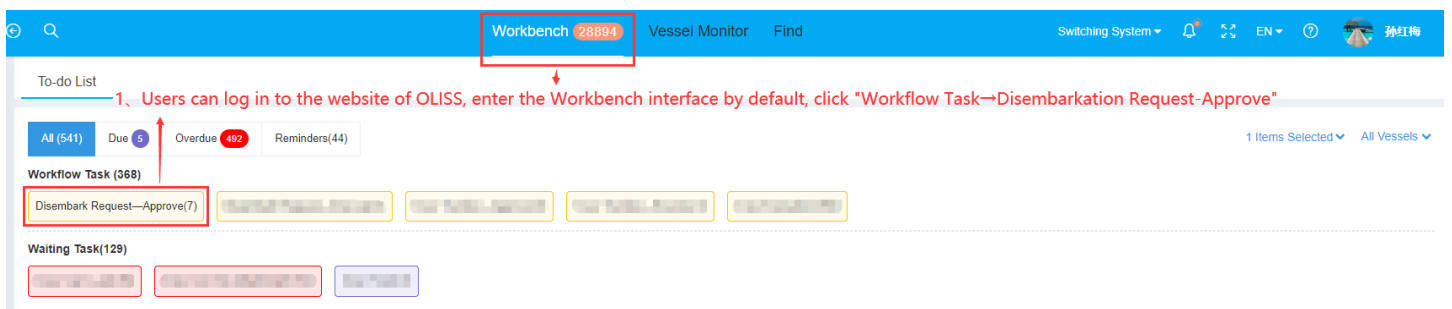 Workbench 28894 Vessel Monitor Find Switching System EN 孙红梅
To-do List
1、Users can log in to the website of OLISS, enter the Workbench interface by default, click "Workflow Task→Disembarkation Request-Approve"
All (541) Due 5 Overdue 492 Reminders(44) 1 Items Selected All Vessels
Workflow Task (368)
Disembark Request—Approve(7)
Waiting Task(129)